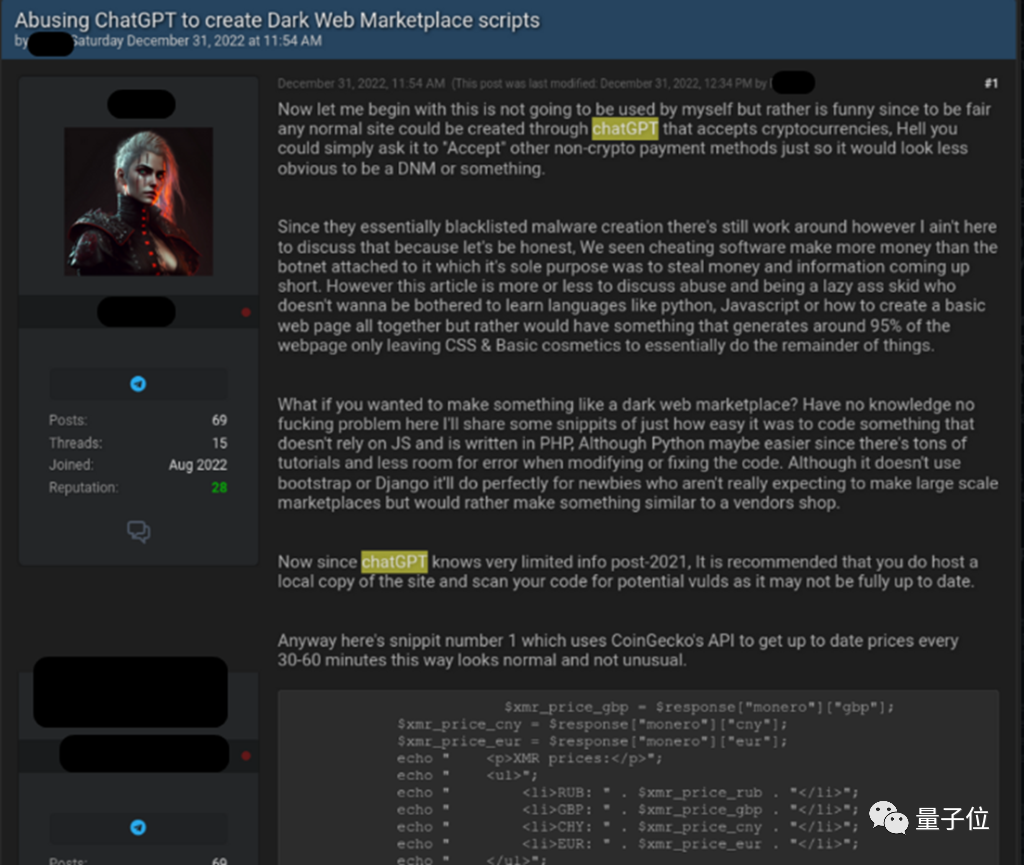 Abusing ChatGPT to create Dark Web Marketplace scripts
by Saturday December 31, 2022 at 11:54 AM
December 31, 2022, 11:54 AM (This post was last modified: December 31, 2022, 12:34 PM by
#1
Now let me begin with this is not going to be used by myself but rather is funny since to be fair
any normal site could be created through chatGPT that accepts cryptocurrencies, Hell you
could simply ask it to "Accept" other non-crypto payment methods just so it would look less
obvious to be a DNM or something.
Since they essentially blacklisted malware creation there's still work around however I ain't here
to discuss that because let's be honest, We seen cheating software make more money than the
botnet attached to it which it's sole purpose was to steal money and information coming up
short. However this article is more or less to discuss abuse and being a lazy ass skid who
doesn't wanna be bothered to learn languages like python, Javascript or how to create a basic
web page all together but rather would have something that generates around 95% of the
webpage only leaving CSS & Basic cosmetics to essentially do the remainder of things.
What if you wanted to make something like a dark web marketplace? Have no knowledge no
fucking problem here I'll share some snippits of just how easy it was to code something that
doesn't rely on JS and is written in PHP, Although Python maybe easier since there's tons of
tutorials and less room for error when modifying or fixing the code. Although it doesn't use
bootstrap or Django it'll do perfectly for newbies who aren't really expecting to make large scale
marketplaces but would rather make something similar to a vendors shop.
Now since chatGPT knows very limited info post-2021, It is recommended that you do host a
local copy of the site and scan your code for potential vulds as it may not be fully up to date.
Anyway here's snippit number 1 which uses CoinGecko's API to get up to date prices every
30-60 minutes this way looks normal and not unusual.
$xmr_price_gbp = $response["monero"]["gbp"];
$xmr_price_cny = $response["monero"]["cny"];
$xmr_price_eur = $response["monero"]["eur"];
echo "    <p>XMR prices:</p>";
echo "    <ul>";
echo "        <li>RUB: " . $xmr_price_rub . "</li>";
echo "        <li>GBP: " . $xmr_price_gbp . "</li>";
echo "        <li>CHY: " . $xmr_price_cny . "</li>";
echo "        <li>EUR: " . $xmr_price_eur . "</li>";
echo "    </ul>";
Posts: 69
Threads: 15
Joined: Aug 2022
Reputation: 28
Posts: 69
量子位